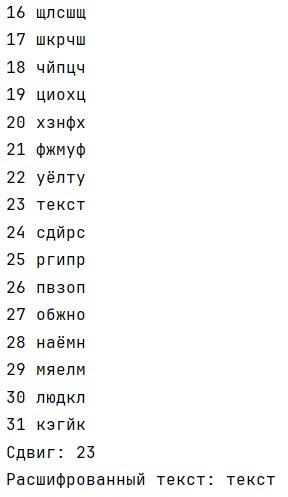 16 щлсшщ
17 шкрчш
18 чйпцч
19 циохц
20 хзнфх
21 фжмуф
22 уёлту
23 текст
24 сдйрс
25 ргипр
26 пвзоп
27 обжно
28 наёмн
29 мяелм
30 людкл
31 кэгйк
Сдвиг: 23
Расшифрованный текст: текст